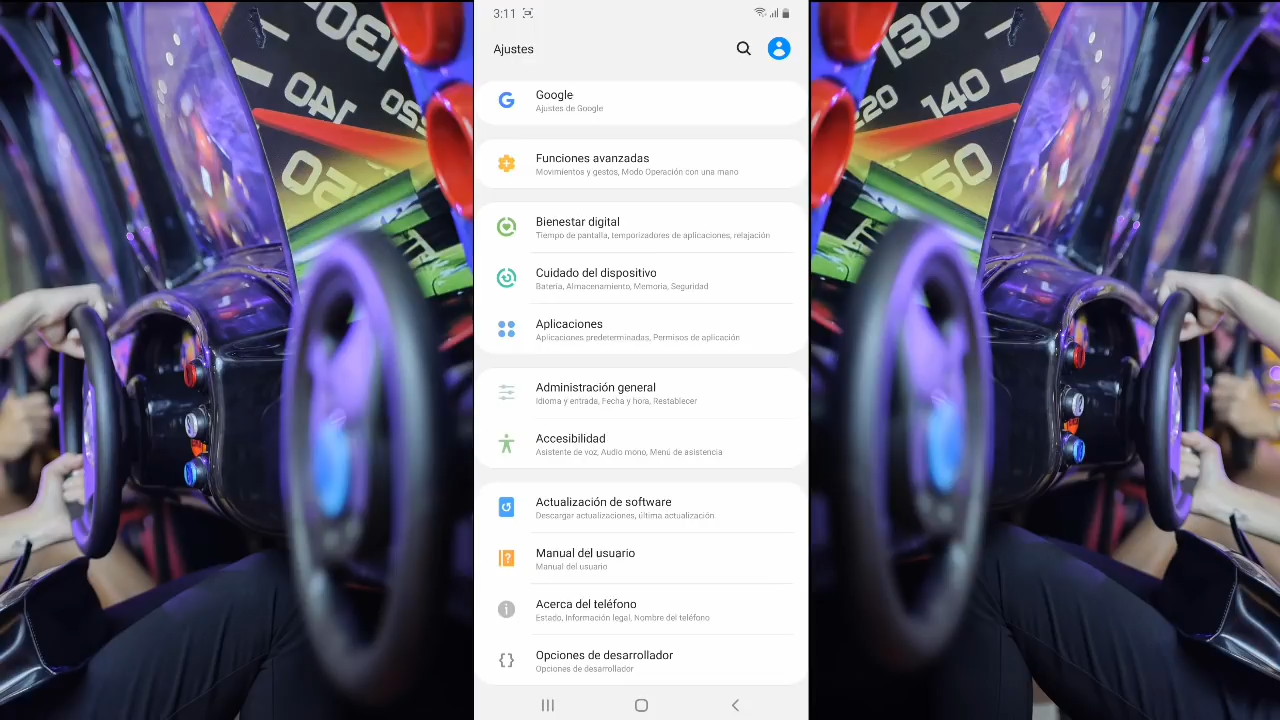 3:11
Ajustes
Google
Ajustes de Google
Funciones avanzadas
Movimientos y gestos, Modo Operación con una mano
Bienestar digital
Tiempo de pantalla, temporizadores de aplicaciones, relajación
Cuidado del dispositivo
Batería, Almacenamiento, Memoria, Seguridad
Aplicaciones
Aplicaciones predeterminadas, Permisos de aplicación
Administración general
Idioma y entrada, Fecha y hora, Restablecer
Accesibilidad
Asistente de voz, Audio mono, Menú de asistencia
Actualización de software
Descargar actualizaciones, última actualización
Manual del usuario
Manual del usuario
Acerca del teléfono
Estado, Información legal, Nombre del teléfono
Opciones de desarrollador
Opciones de desarrollador
130
140
220
150